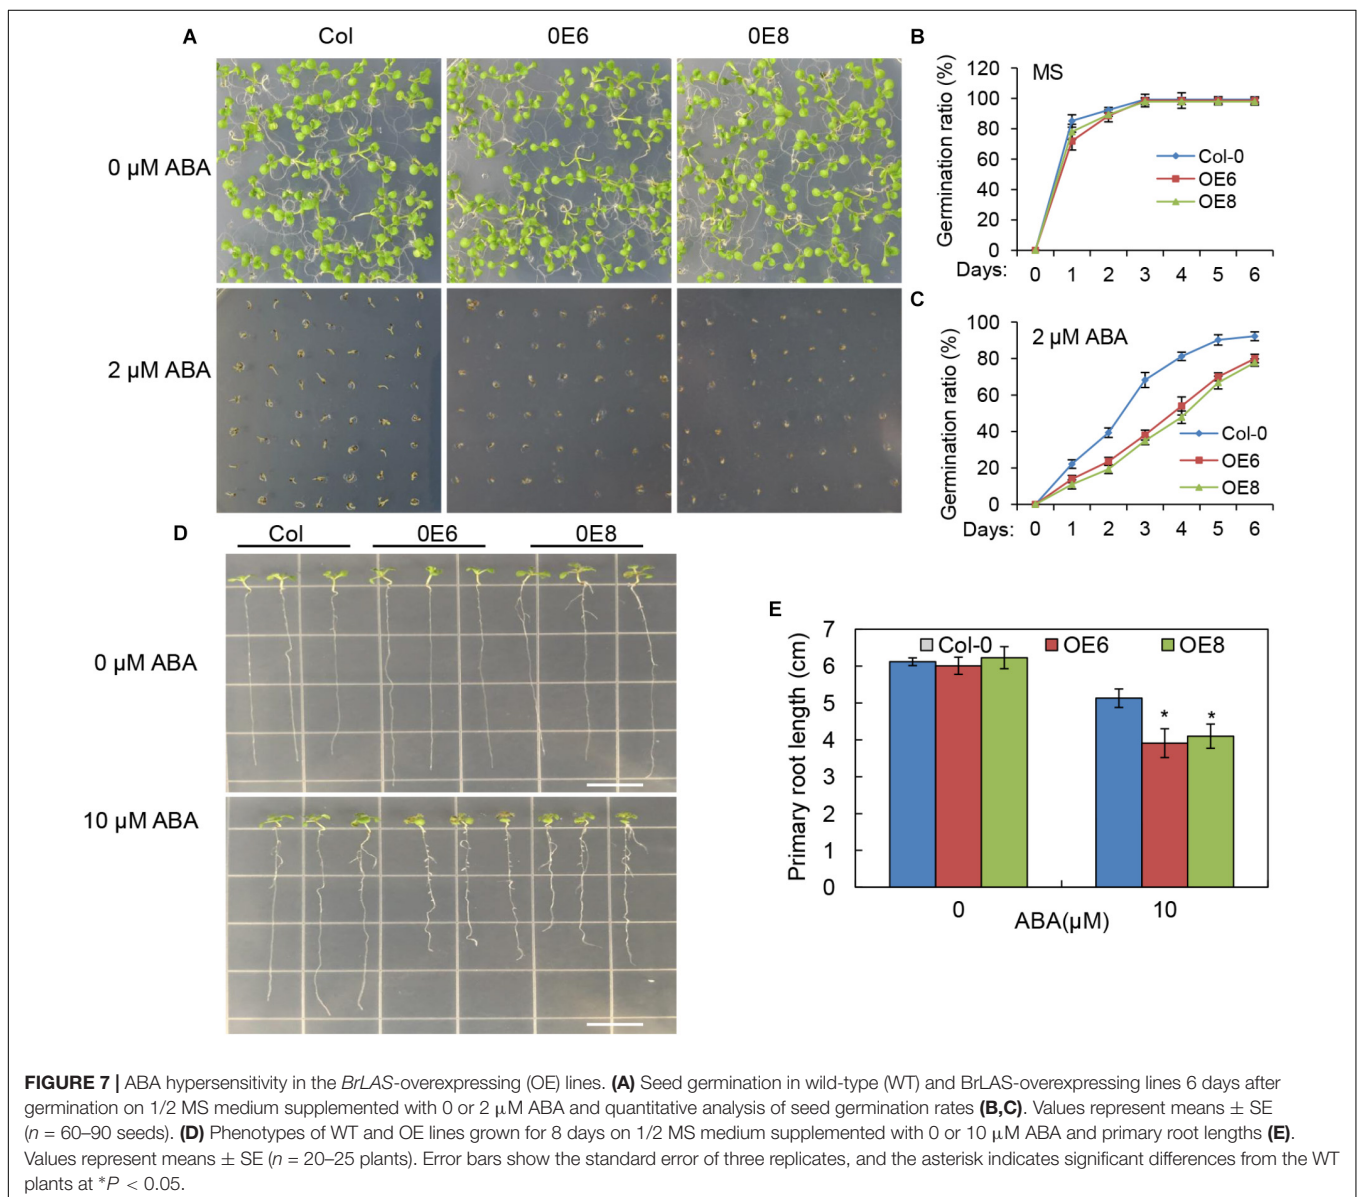 A
Col
0E6
0E8
0 μM ABA
2 μM ABA
B
MS
Germination ratio (%)
120
100
80
60
40
20
0
Col-0
OE6
OE8
Days: 0 1 2 3 4 5 6
C
2 μM ABA
Germination ratio (%)
100
80
60
40
20
0
Col-0
OE6
OE8
Days: 0 1 2 3 4 5 6
D
Col
0E6
0E8
0 μM ABA
10 μM ABA
E
Primary root length (cm)
7
6
5
4
3
2
1
0
Col-0 OE6 OE8
* *
0 10
ABA(μM)
FIGURE 7 | ABA hypersensitivity in the BrLAS-overexpressing (OE) lines. (A) Seed germination in wild-type (WT) and BrLAS-overexpressing lines 6 days after
germination on 1/2 MS medium supplemented with 0 or 2 μM ABA and quantitative analysis of seed germination rates (B,C). Values represent means ± SE
(n = 60–90 seeds). (D) Phenotypes of WT and OE lines grown for 8 days on 1/2 MS medium supplemented with 0 or 10 μM ABA and primary root lengths (E).
Values represent means ± SE (n = 20–25 plants). Error bars show the standard error of three replicates, and the asterisk indicates significant differences from the WT
plants at *P < 0.05.